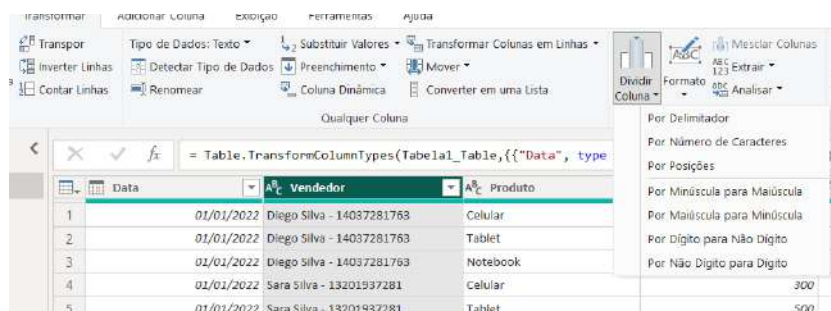 Transformar Adicionar Coluna Exibição Ferramentas Ajuda
Transpor Tipo de Dados: Texto Substituir Valores Transformar Colunas em Linhas Mesclar Colunas
Inverter Linhas Detectar Tipo de Dados Preenchimento Mover ABC 123 Extrair
Contar Linhas Renomear Coluna Dinâmica Converter em uma Lista Dividir Coluna Formato ABC Analisar
Qualquer Coluna
Por Delimitador
Por Número de Caracteres
Por Posições
Por Minúscula para Maiúscula
Por Maiúscula para Minúscula
Por Dígito para Não Dígito
Por Não Dígito para Dígito
fx = Table.TransformColumnTypes(Tabela1_Table,{{"Data", type
Data ABC Vendedor ABC Produto
1 01/01/2022 Diego Silva - 14037281763 Celular
2 01/01/2022 Diego Silva - 14037281763 Tablet
3 01/01/2022 Diego Silva - 14037281763 Notebook
4 01/01/2022 Sara Silva - 13201937281 Celular 300
5 01/01/2022 Sara Silva - 13201937281 Tablet 500